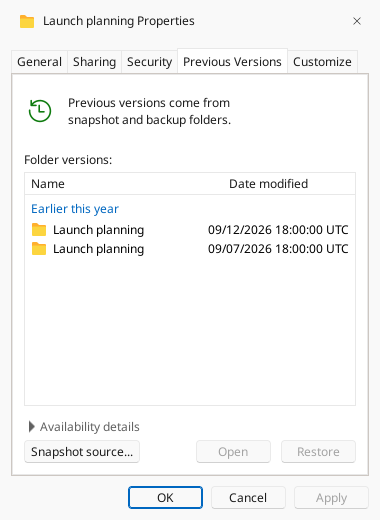 Launch planning Properties
General Sharing Security Previous Versions Customize
Previous versions come from
snapshot and backup folders.
Folder versions:
Name Date modified
Earlier this year
Launch planning 09/12/2026 18:00:00 UTC
Launch planning 09/07/2026 18:00:00 UTC
Availability details
Snapshot source... Open Restore
OK Cancel Apply